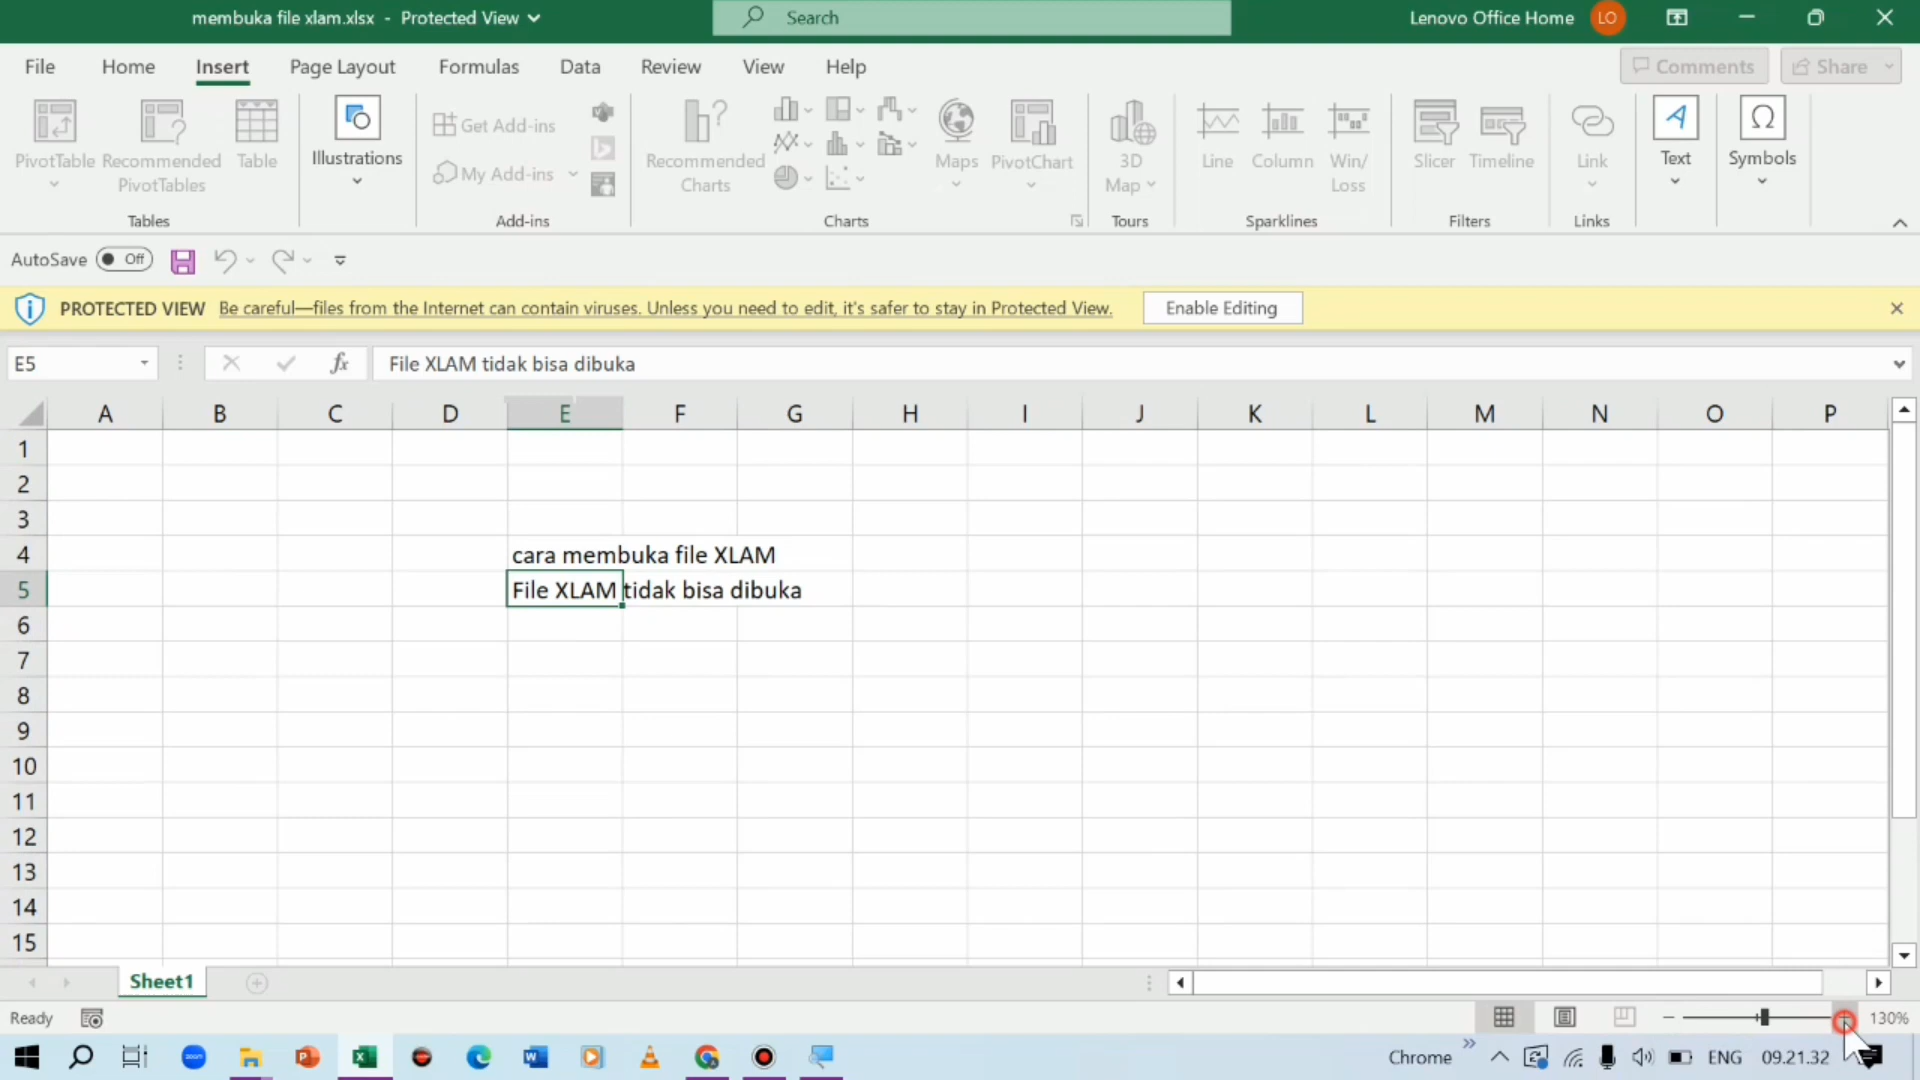 membuka file xlam.xlsx - Protected View
Search
Lenovo Office Home LO
File Home Insert Page Layout Formulas Data Review View Help
Comments Share
PivotTable
Recommended PivotTables
Table
Tables
Illustrations
Get Add-ins
My Add-ins
Add-ins
Recommended Charts
Maps
PivotChart
Charts
3D Map
Tours
Line
Column
Win/Loss
Sparklines
Slicer
Timeline
Filters
Link
Links
Text
Symbols
AutoSave Off
PROTECTED VIEW Be careful—files from the Internet can contain viruses. Unless you need to edit, it's safer to stay in Protected View. Enable Editing
E5 fx File XLAM tidak bisa dibuka
A B C D E F G H I J K L M N O P
1
2
3
4 cara membuka file XLAM
5 File XLAM tidak bisa dibuka
6
7
8
9
10
11
12
13
14
15
Sheet1
Ready 130%
zoom Chrome ENG 09.21.32